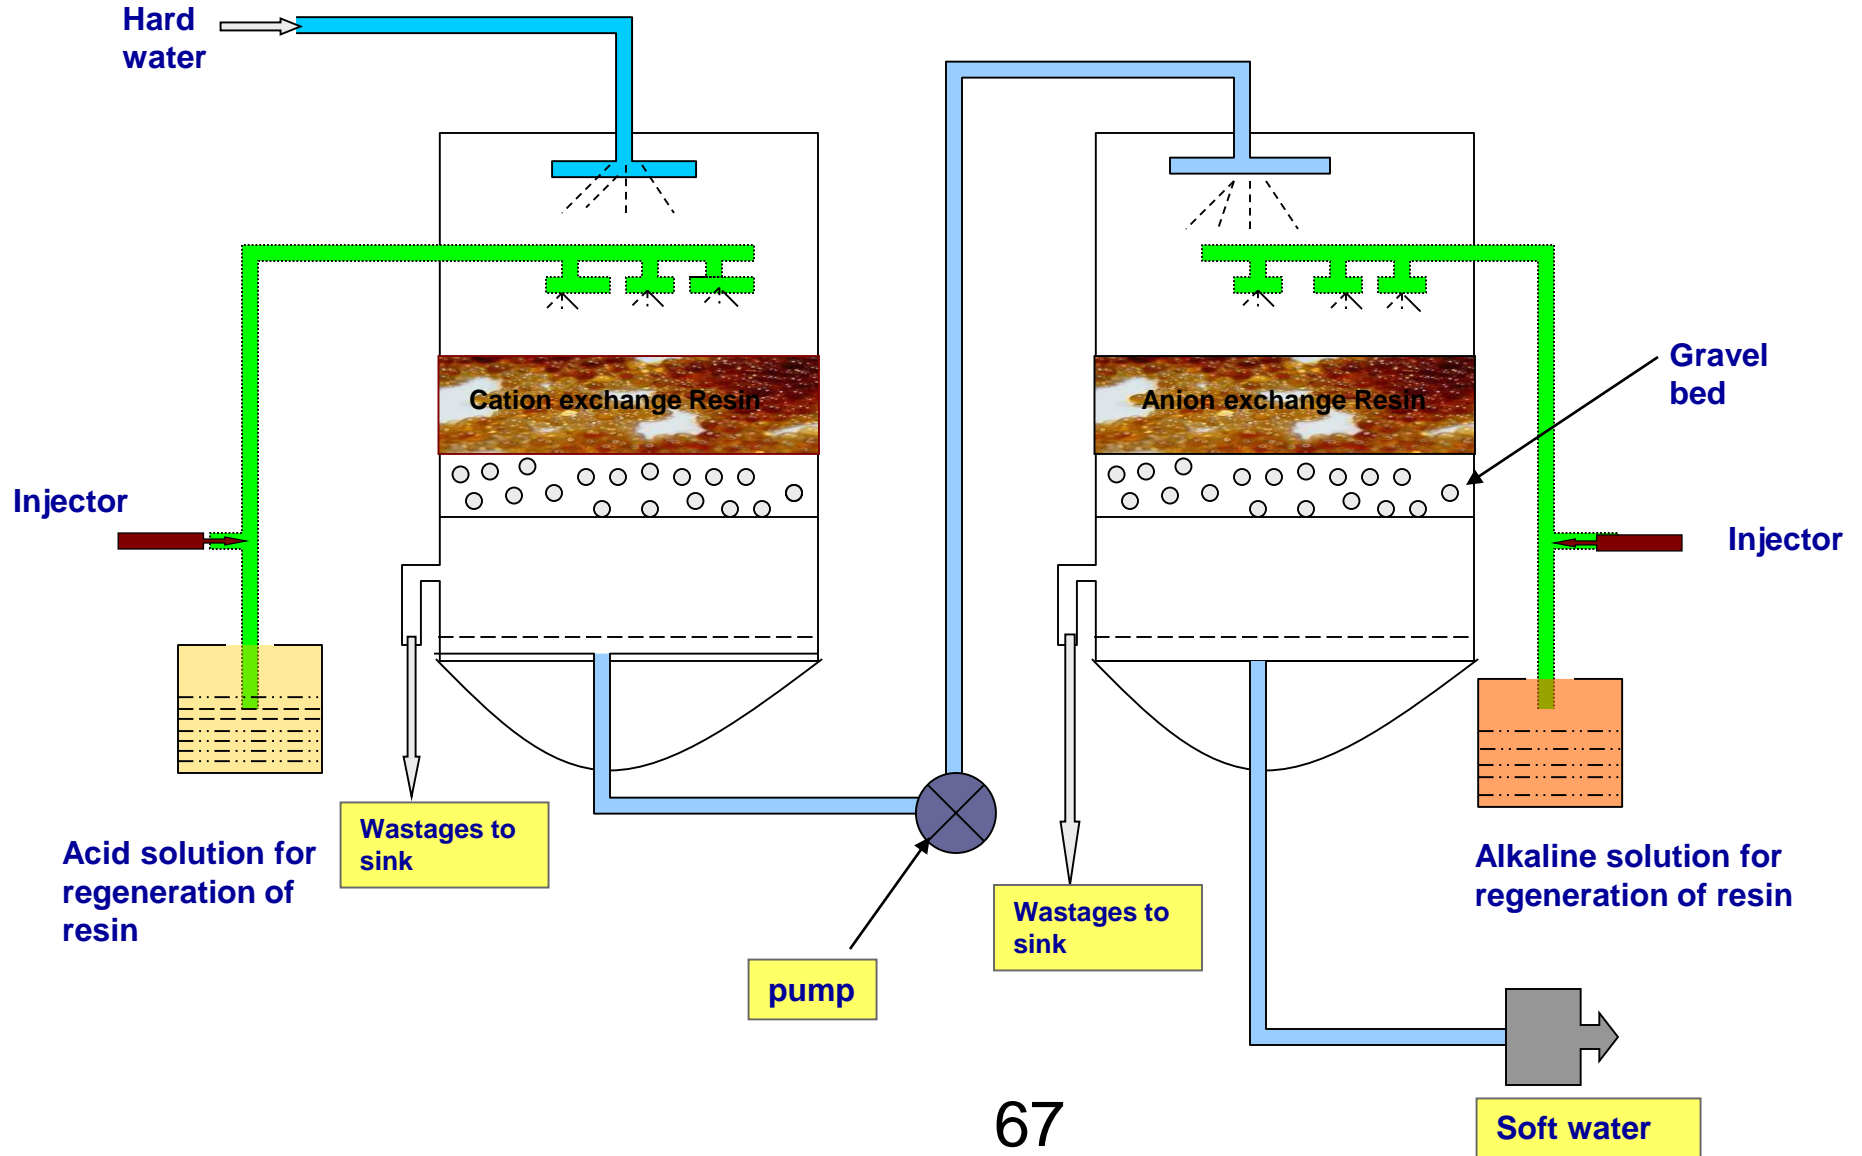 Hard
water
Cation exchange Resin
Anion exchange Resin
Gravel
bed
Injector
Injector
Wastages to
sink
Acid solution for
regeneration of
resin
Wastages to
sink
Alkaline solution for
regeneration of resin
pump
67
Soft water